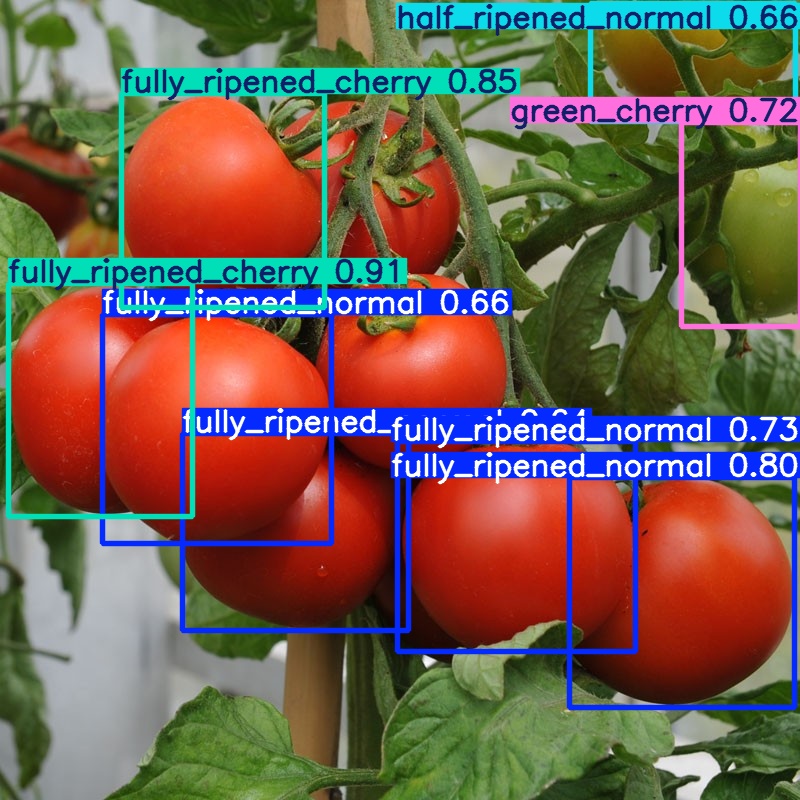 half_ripened_normal 0.66
fully_ripened_cherry 0.85
green_cherry 0.72
fully_ripened_cherry 0.91
fully_ripened_normal 0.66
fully_ripened_
fully_ripened_normal 0.73
fully_ripened_normal 0.80